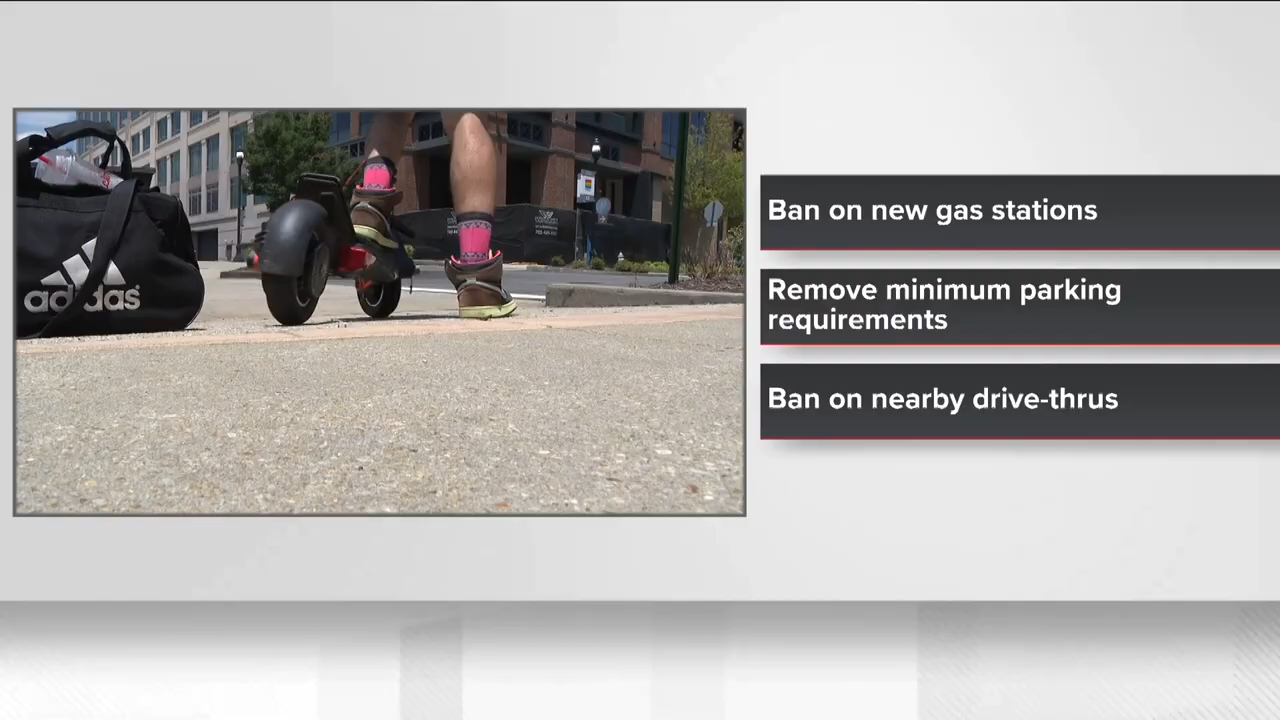 adidas
Ban on new gas stations
Remove minimum parking
requirements
Ban on nearby drive-thrus